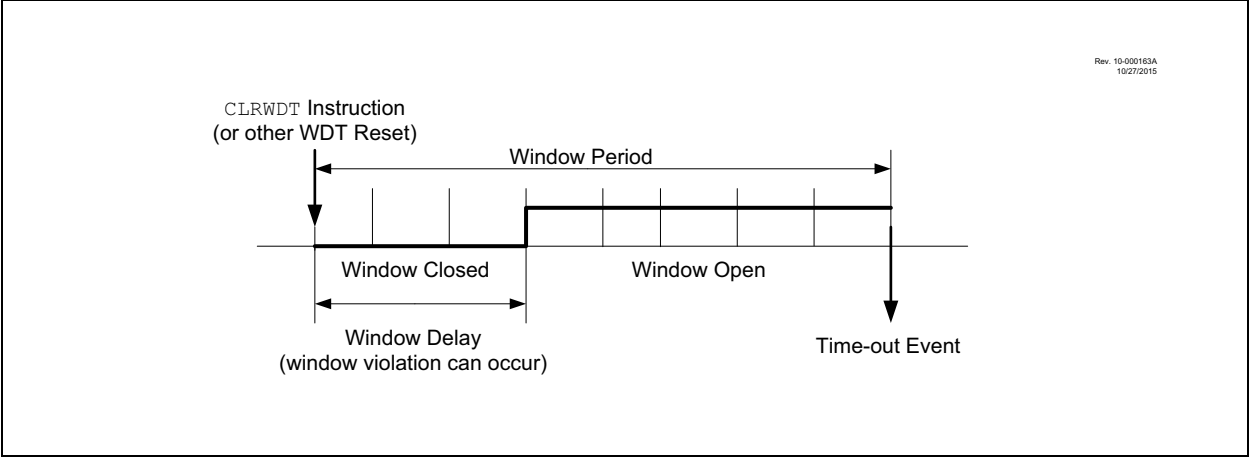 Rev. 10-000163A
10/27/2015
CLRWDT Instruction
(or other WDT Reset)
Window Period
Window Closed
Window Open
Window Delay
(window violation can occur)
Time-out Event